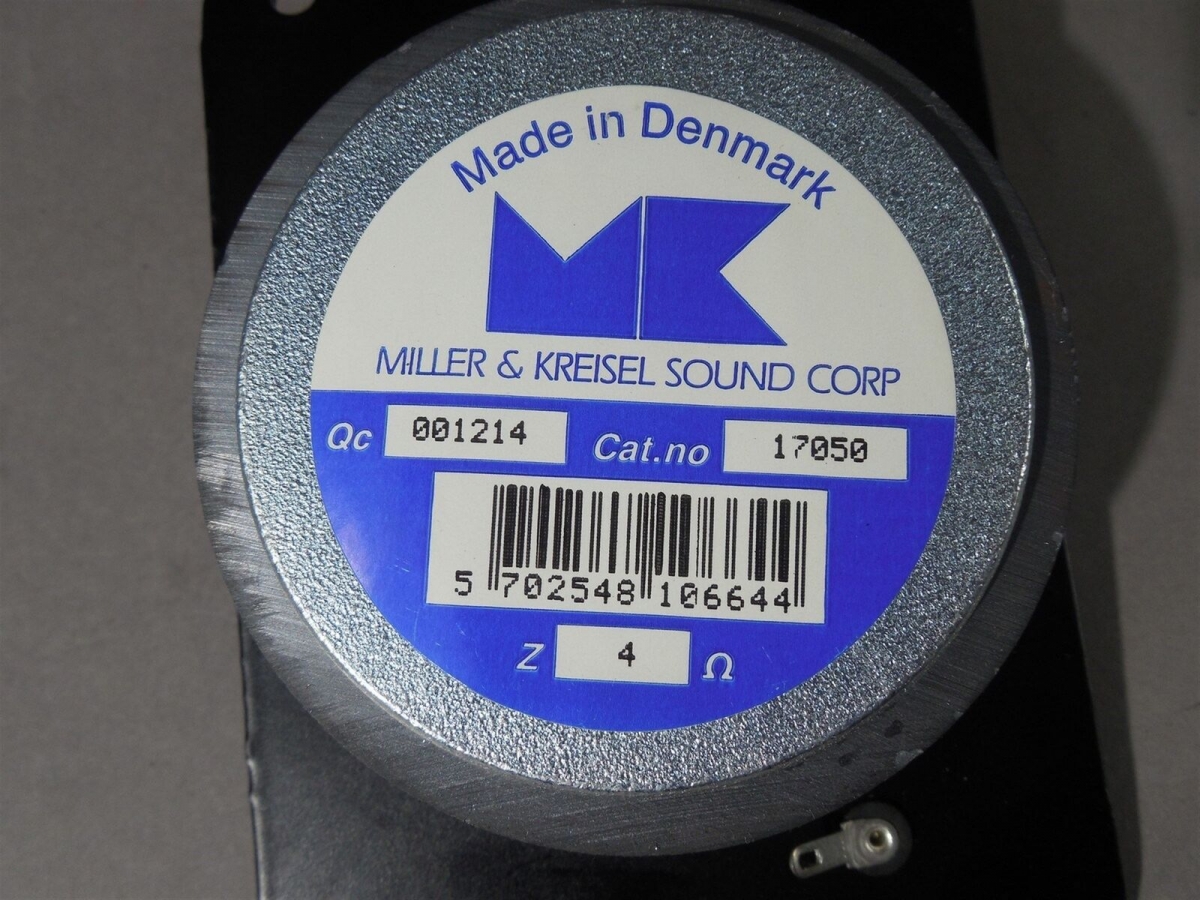 Made in Denmark
MK
MILLER & KREISEL SOUND CORP
Qc 001214 Cat.no 17050
5 702548 106644
Z 4 Ω